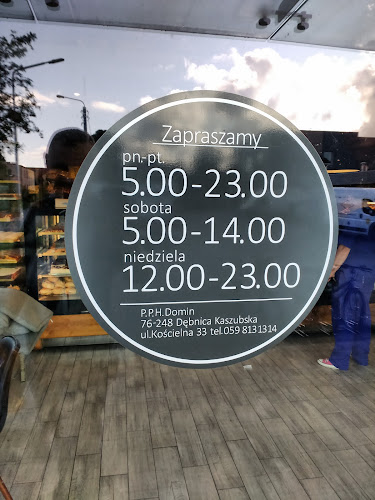 Zapraszamy
pn.-pt.
5.00-23.00
sobota
5.00-14.00
niedziela
12.00-23.00
P.P.H.Domin
76-248 Dębnica Kaszubska
ul.Kościelna 33 tel.059 8131314